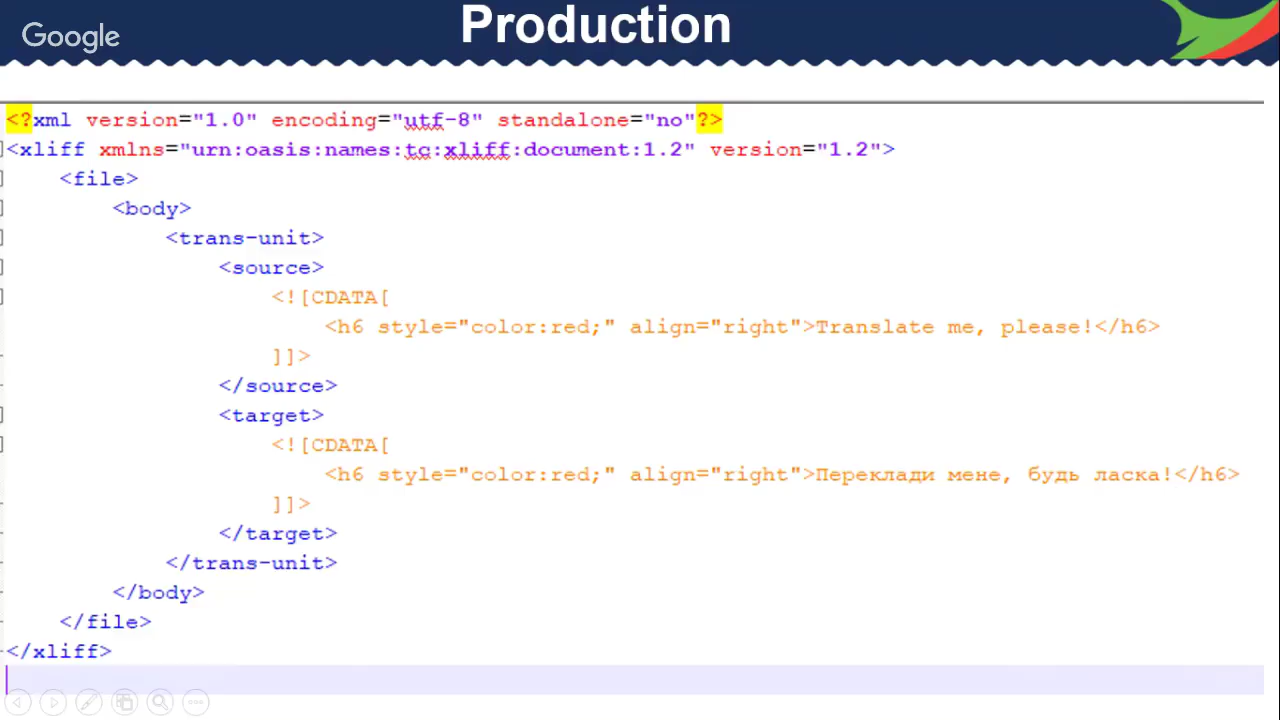 Production
Google
<?xml version="1.0" encoding="utf-8" standalone="no"?>
<xliff xmlns="urn:oasis:names:tc:xliff:document:1.2" version="1.2">
<file>
<body>
<trans-unit>
<source>
<![CDATA[
<h6 style="color:red;" align="right">Translate me, please!</h6>
]]>
</source>
<target>
<![CDATA[
<h6 style="color:red;" align="right">Переклади мене, будь ласка!</h6>
]]>
</target>
</trans-unit>
</body>
</file>
</xliff>